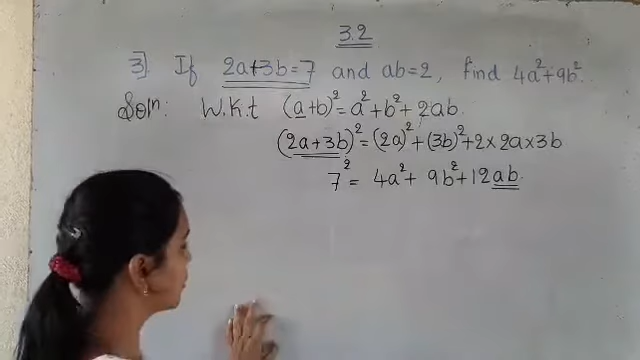 3.2
3] If 2a+3b=7 and ab=2, find 4a²+9b².
Soln: W.K.t (a+b)²=a²+b²+2ab.
(2a+3b)²=(2a)²+(3b)²+2×2a×3b
7² = 4a²+ 9b²+12ab.